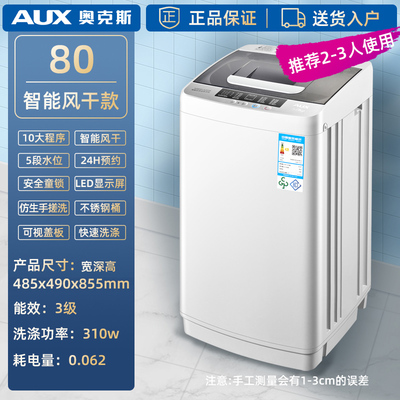 AUX 奥克斯
正品保证
送货入户
推荐2-3人使用
80
智能风干款
10大程序
智能风干
5段水位
24H预约
安全童锁
LED显示屏
仿生手搓洗
不锈钢桶
可视盖板
快速洗涤
产品尺寸：宽深高
485x490x855mm
能效：3级
洗涤功率：310w
耗电量：0.062
注意:手工测量会有1-3cm的误差